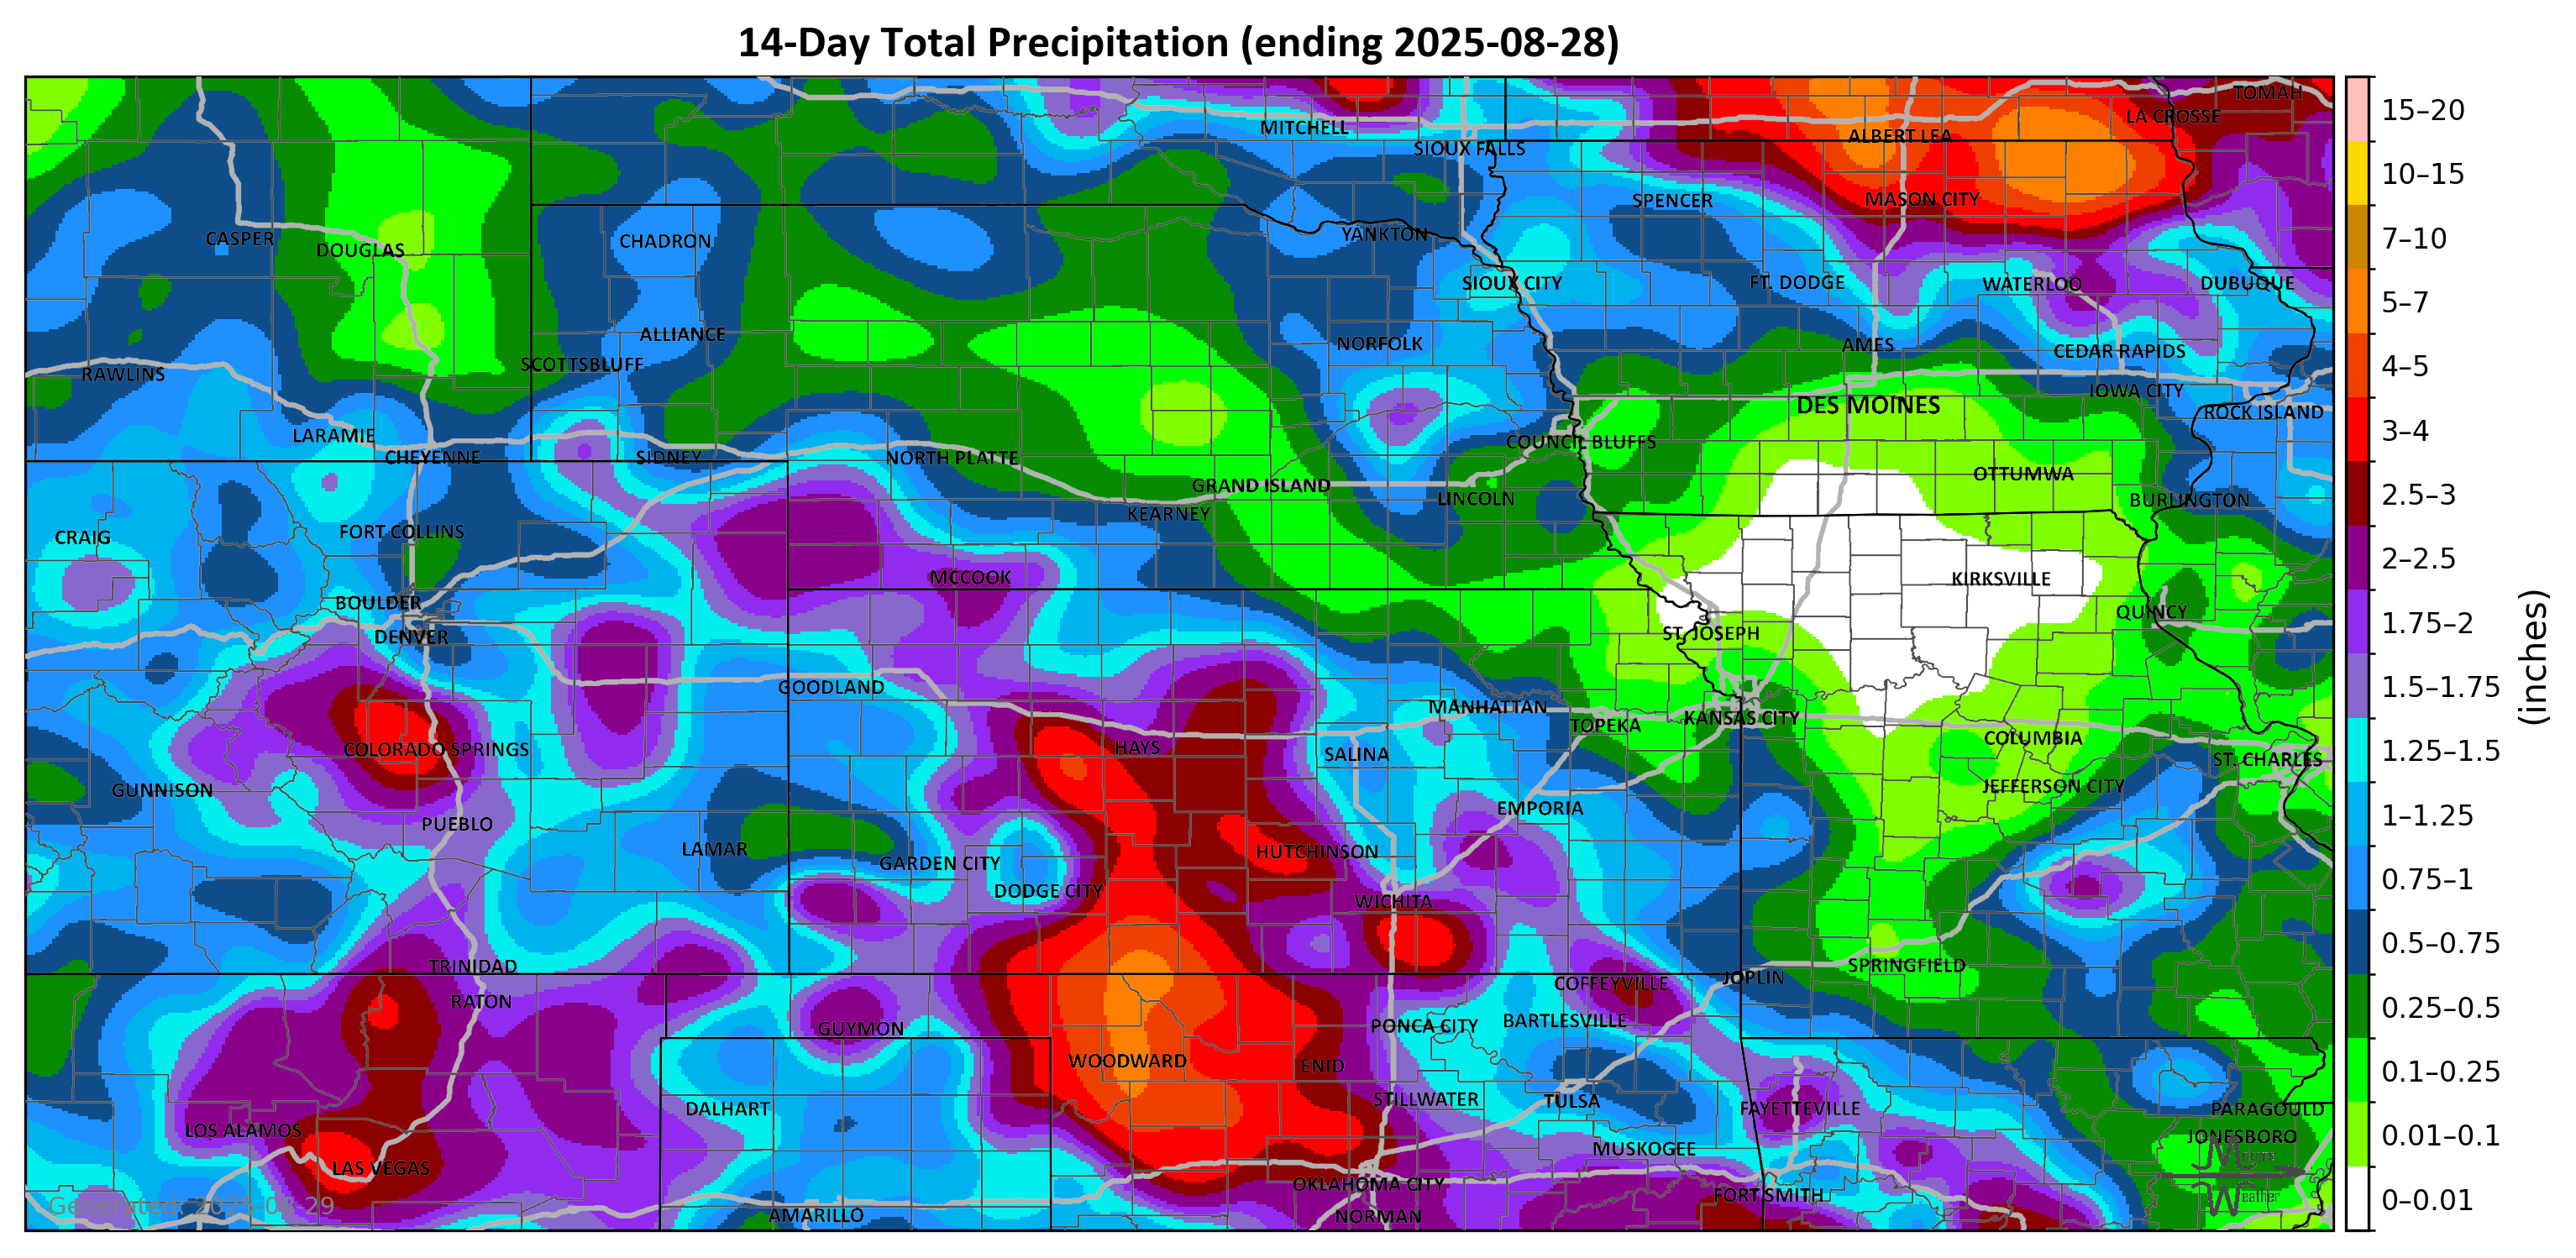 14-Day Total Precipitation (ending 2025-08-28)
TOMAH
LA CROSSE
MITCHELL
ALBERT LEA
SIOUX FALLS
SPENCER
MASON CITY
CASPER
DOUGLAS
CHADRON
YANKTON
SIOUX CITY
FT. DODGE
WATERLOO
DUBUQUE
ALLIANCE
NORFOLK
AMES
CEDAR RAPIDS
SCOTTSBLUFF
RAWLINS
IOWA CITY
DES MOINES
ROCK ISLAND
LARAMIE
COUNCIL BLUFFS
CHEYENNE
SIDNEY
NORTH PLATTE
OTTUMWA
GRAND ISLAND
LINCOLN
BURLINGTON
KEARNEY
CRAIG
FORT COLLINS
MCCOOK
KIRKSVILLE
BOULDER
QUINCY
DENVER
ST. JOSEPH
GOODLAND
MANHATTAN
TOPEKA
KANSAS CITY
COLUMBIA
COLORADO SPRINGS
HAYS
SALINA
ST. CHARLES
GUNNISON
JEFFERSON CITY
EMPORIA
PUEBLO
LAMAR
GARDEN CITY
HUTCHINSON
DODGE CITY
WICHITA
TRINIDAD
SPRINGFIELD
JOPLIN
COFFEYVILLE
RATON
GUYMON
PONCA CITY
BARTLESVILLE
WOODWARD
ENID
DALHART
STILLWATER
TULSA
FAYETTEVILLE
PARAGOULD
LOS ALAMOS
JONESBORO
MUSKOGEE
LAS VEGAS
OKLAHOMA CITY
FORT SMITH
AMARILLO
NORMAN
Generated: 2025-08-29
15–20
10–15
7–10
5–7
4–5
3–4
2.5–3
2–2.5
1.75–2
1.5–1.75
1.25–1.5
1–1.25
0.75–1
0.5–0.75
0.25–0.5
0.1–0.25
0.01–0.1
0–0.01
(inches)